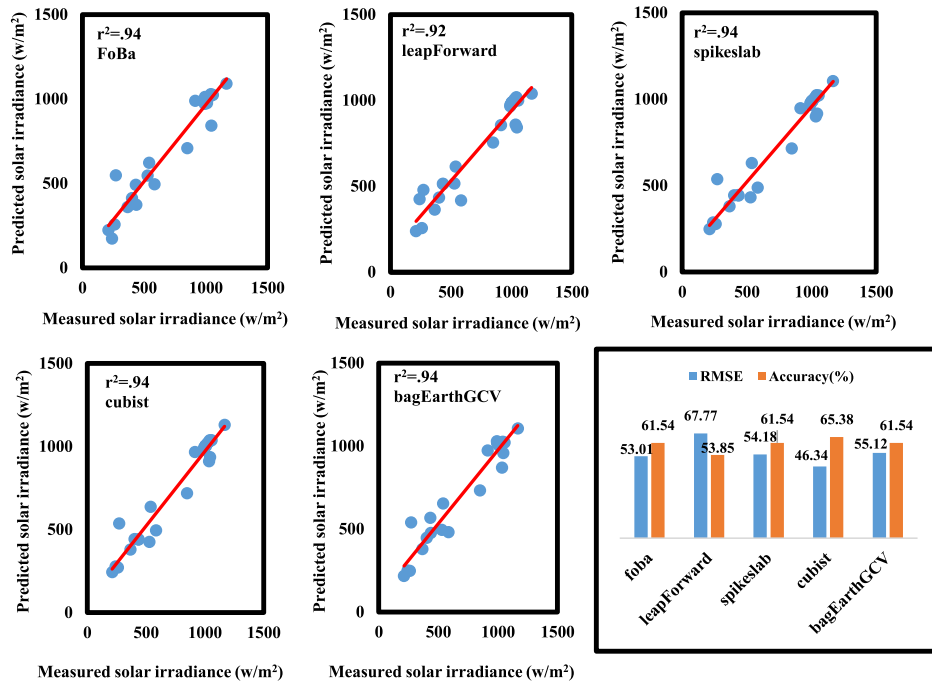 Predicted solar irradiance (w/m²)
1500
1000
500
0
r²=.94
FoBa
0 500 1000 1500
Measured solar irradiance (w/m²)
Predicted solar irradiance (w/m²)
1500
1000
500
0
r²=.92
leapForward
0 500 1000 1500
Measured solar irradiance (w/m²)
Predicted solar irradiance (w/m²)
1500
1000
500
0
r²=.94
spikeslab
0 500 1000 1500
Measured solar irradiance (w/m²)
Predicted solar irradiance (w/m²)
1500
1000
500
0
r²=.94
cubist
0 500 1000 1500
Measured solar irradiance (w/m²)
Predicted solar irradiance (w/m²)
1500
1000
500
0
r²=.94
bagEarthGCV
0 500 1000 1500
Measured solar irradiance (w/m²)
RMSE Accuracy(%)
53.01 61.54 67.77 53.85 54.18 61.54 46.34 65.38 55.12 61.54
foba leapForward spikeslab cubist bagEarthGCV